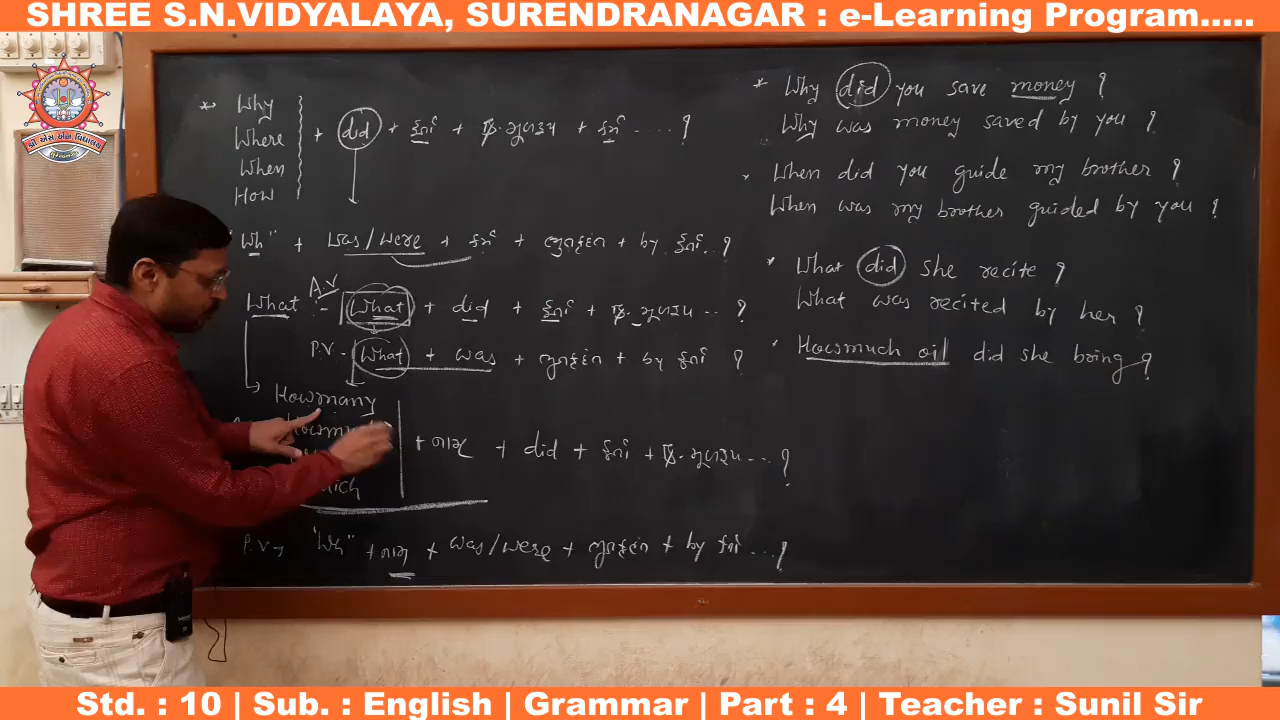 SHREE S.N.VIDYALAYA, SURENDRANAGAR : e-Learning Program.....
* Why
Where
When
How
+ did + કર્તા + ક્રિ.મૂળરૂપ + કર્મ .... ?
"Wh" + was/were + કર્મ + ભૂતકૃદંત + by કર્તા..?
A.V
What :- What + did + કર્તા + ક્રિ.મૂળરૂપ .. ?
P.V - What + was + ભૂતકૃદંત + by કર્તા ?
Howmany
+ નામ + did + કર્તા + ક્રિ.મૂળરૂપ... ?
P.V → "Wh" + નામ + was/were + ભૂતકૃદંત + by કર્તા ... ?
* Why did you save money ?
Why was money saved by you ?
When did you guide my brother ?
When was my brother guided by you ?
* What did she recite ?
What was recited by her ?
Howmuch oil did she bring ?
Std. : 10 | Sub. : English | Grammar | Part : 4 | Teacher : Sunil Sir